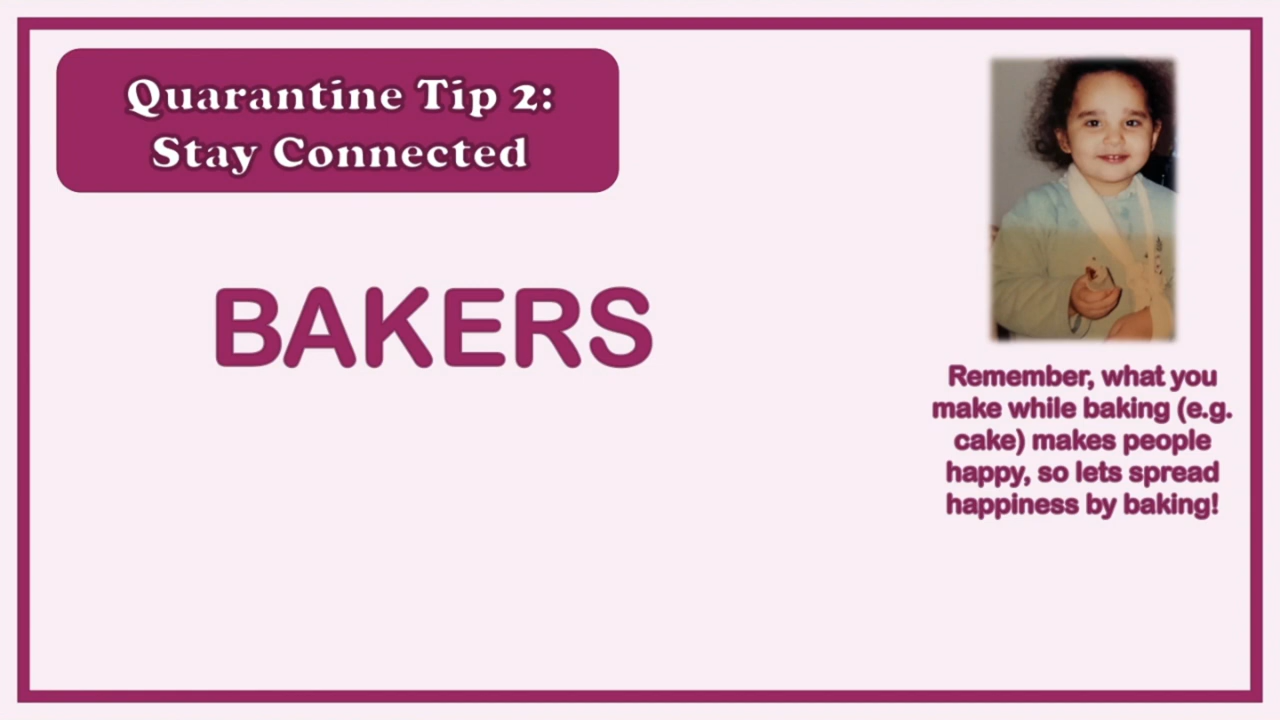 Quarantine Tip 2:
Stay Connected
BAKERS
Remember, what you
make while baking (e.g.
cake) makes people
happy, so lets spread
happiness by baking!